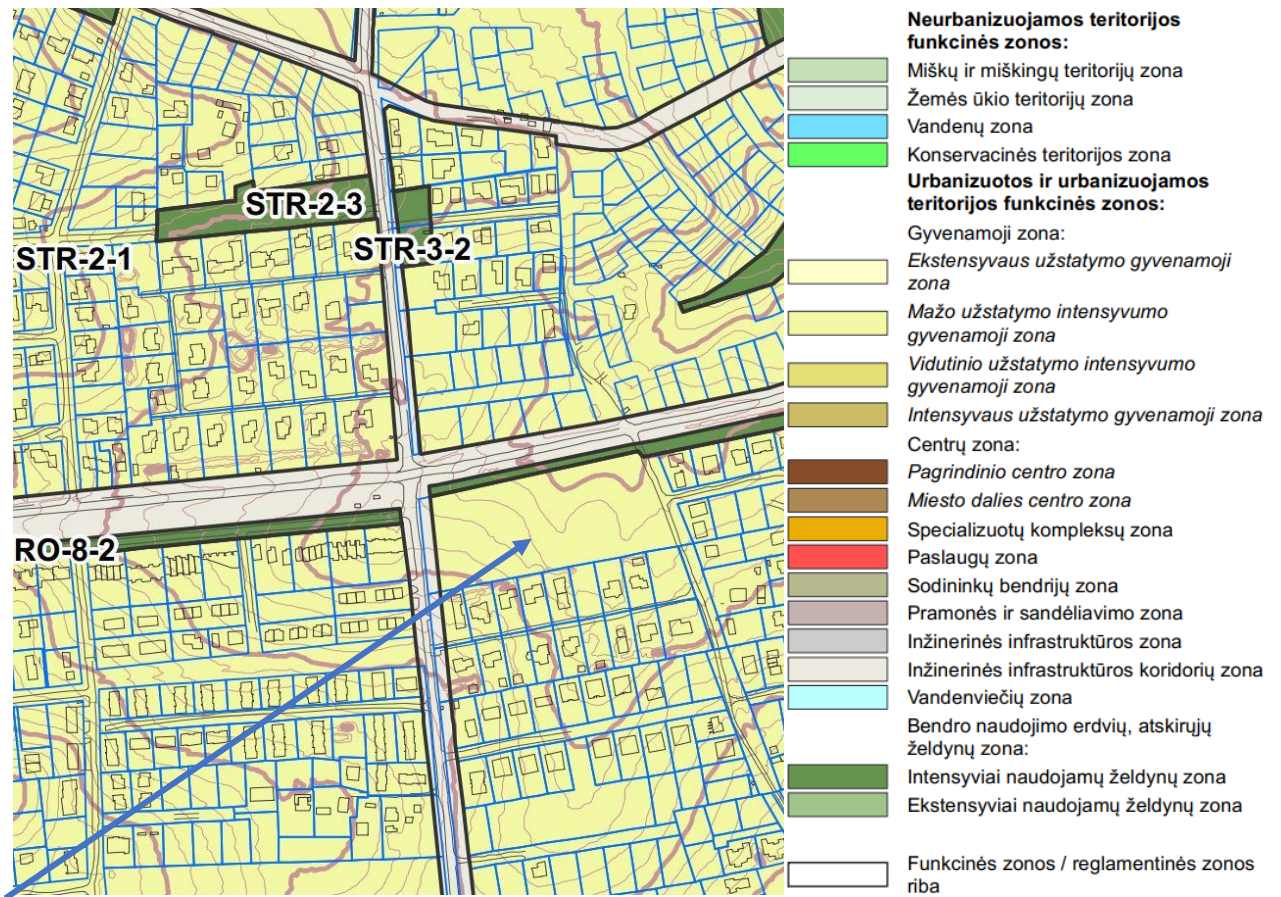 STR-2-3
STR-3-2
STR-2-1
RO-8-2
Neurbanizuojamos teritorijos
funkcinės zonos:
Miškų ir miškingų teritorijų zona
Žemės ūkio teritorijų zona
Vandenų zona
Konservacinės teritorijos zona
Urbanizuotos ir urbanizuojamos
teritorijos funkcinės zonos:
Gyvenamoji zona:
Ekstensyvaus užstatymo gyvenamoji
zona
Mažo užstatymo intensyvumo
gyvenamoji zona
Vidutinio užstatymo intensyvumo
gyvenamoji zona
Intensyvaus užstatymo gyvenamoji zona
Centrų zona:
Pagrindinio centro zona
Miesto dalies centro zona
Specializuotų kompleksų zona
Paslaugų zona
Sodininkų bendrijų zona
Pramonės ir sandėliavimo zona
Inžinerinės infrastruktūros zona
Inžinerinės infrastruktūros koridorių zona
Vandenviečių zona
Bendro naudojimo erdvių, atskirųjų
želdynų zona:
Intensyviai naudojamų želdynų zona
Ekstensyviai naudojamų želdynų zona
Funkcinės zonos / reglamentinės zonos
riba